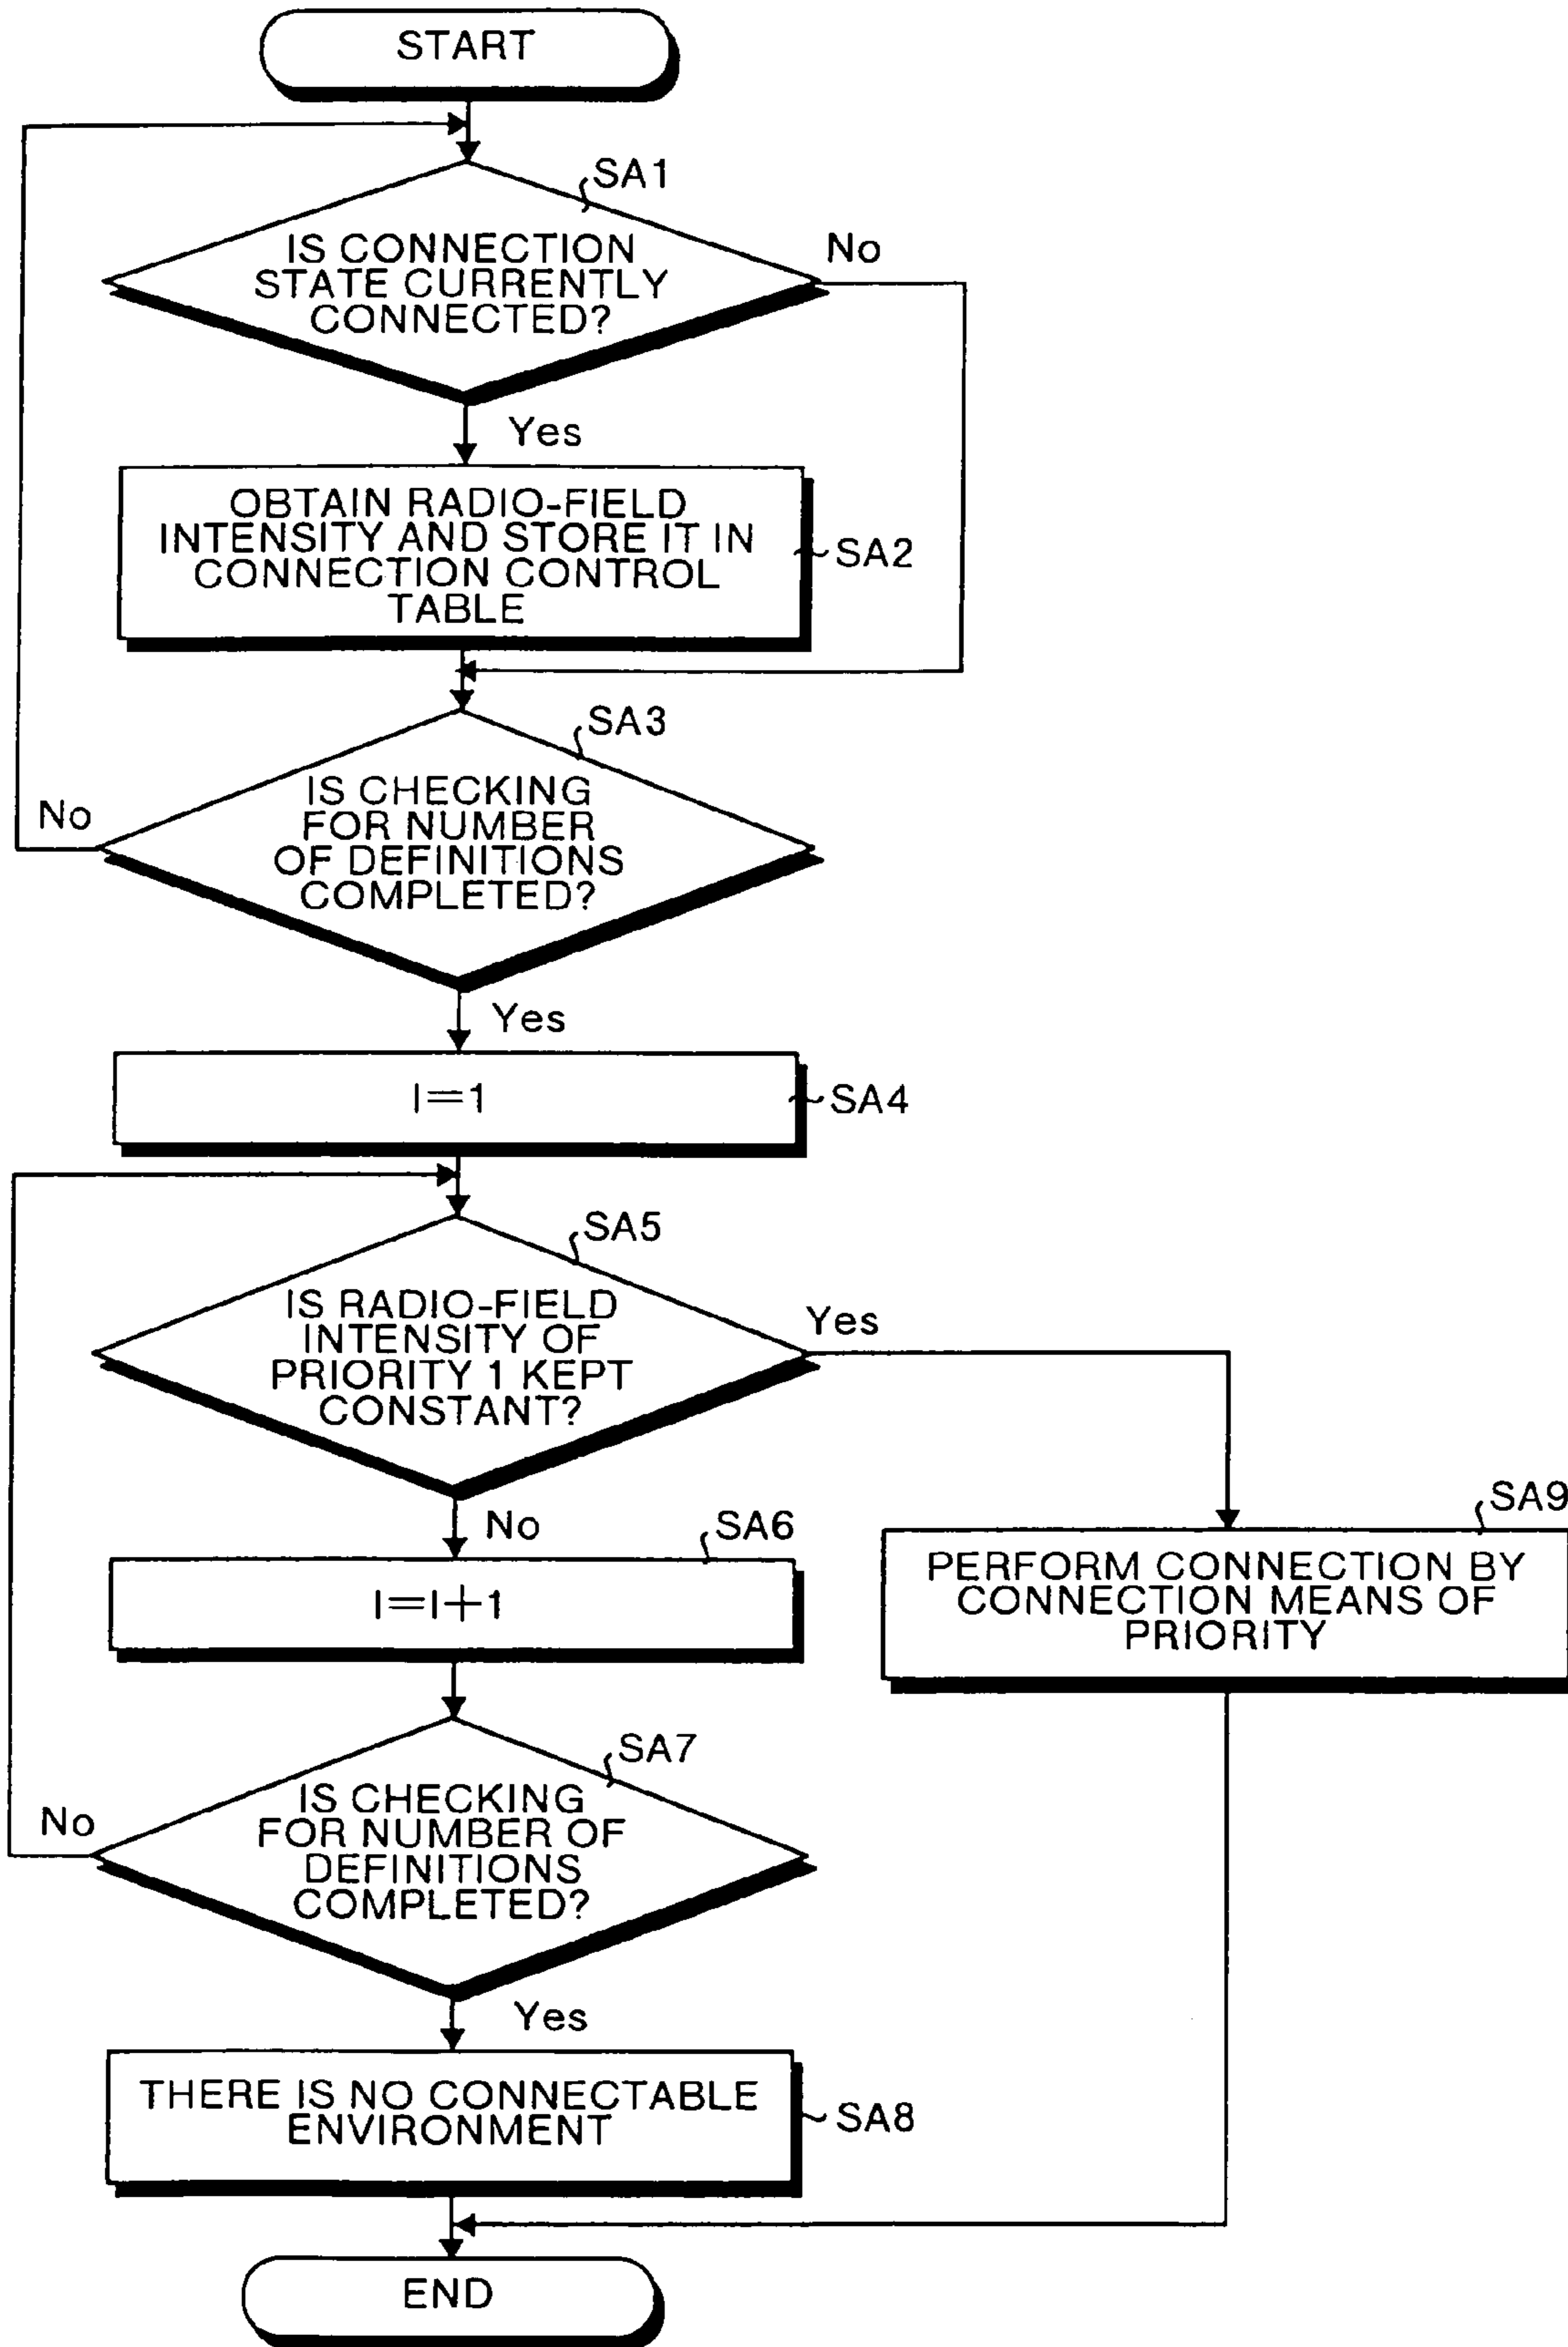 START
SA1
IS CONNECTION
STATE CURRENTLY
CONNECTED?
No
Yes
OBTAIN RADIO-FIELD
INTENSITY AND STORE IT IN
CONNECTION CONTROL
TABLE
SA2
SA3
IS CHECKING
FOR NUMBER
OF DEFINITIONS
COMPLETED?
No
Yes
I=1
SA4
SA5
IS RADIO-FIELD
INTENSITY OF
PRIORITY 1 KEPT
CONSTANT?
Yes
No
SA6
I=I+1
SA9
PERFORM CONNECTION BY
CONNECTION MEANS OF
PRIORITY
SA7
IS CHECKING
FOR NUMBER OF
DEFINITIONS
COMPLETED?
No
Yes
THERE IS NO CONNECTABLE
ENVIRONMENT
SA8
END